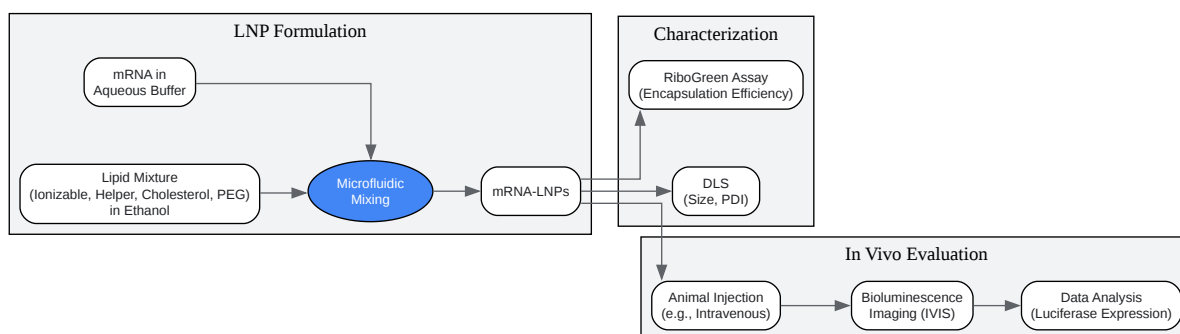 LNP Formulation
mRNA in
Aqueous Buffer
Lipid Mixture
(Ionizable, Helper, Cholesterol, PEG)
in Ethanol
Microfluidic
Mixing
mRNA-LNPs
Characterization
RiboGreen Assay
(Encapsulation Efficiency)
DLS
(Size, PDI)
In Vivo Evaluation
Animal Injection
(e.g., Intravenous)
Bioluminescence
Imaging (IVIS)
Data Analysis
(Luciferase Expression)